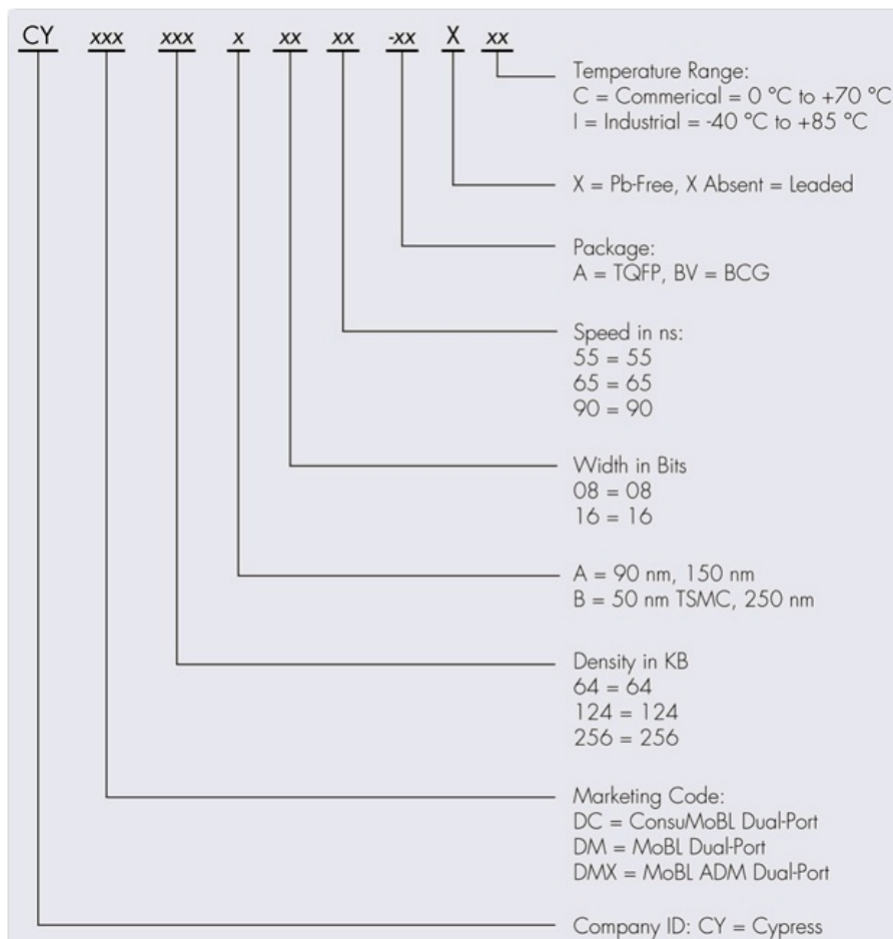 CY xxx xxx x xx xx -xx X xx
Temperature Range:
C = Commerical = 0 °C to +70 °C
I = Industrial = -40 °C to +85 °C
X = Pb-Free, X Absent = Leaded
Package:
A = TQFP, BV = BCG
Speed in ns:
55 = 55
65 = 65
90 = 90
Width in Bits
08 = 08
16 = 16
A = 90 nm, 150 nm
B = 50 nm TSMC, 250 nm
Density in KB
64 = 64
124 = 124
256 = 256
Marketing Code:
DC = ConsuMoBL Dual-Port
DM = MoBL Dual-Port
DMX = MoBL ADM Dual-Port
Company ID: CY = Cypress